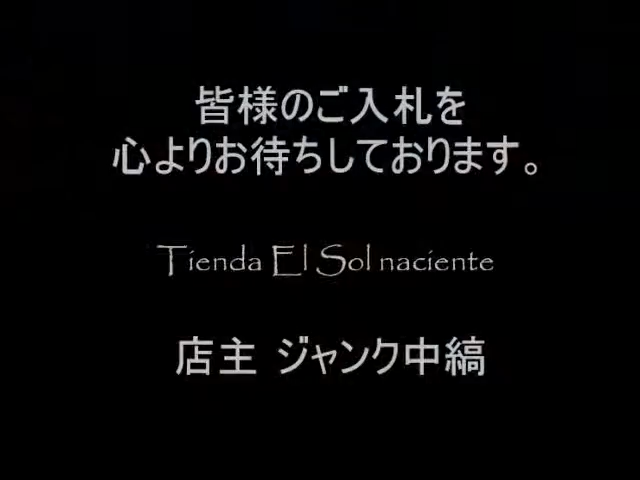 皆様のご入札を
心よりお待ちしております。
Tienda El Sol naciente
店主 ジャンク中縞